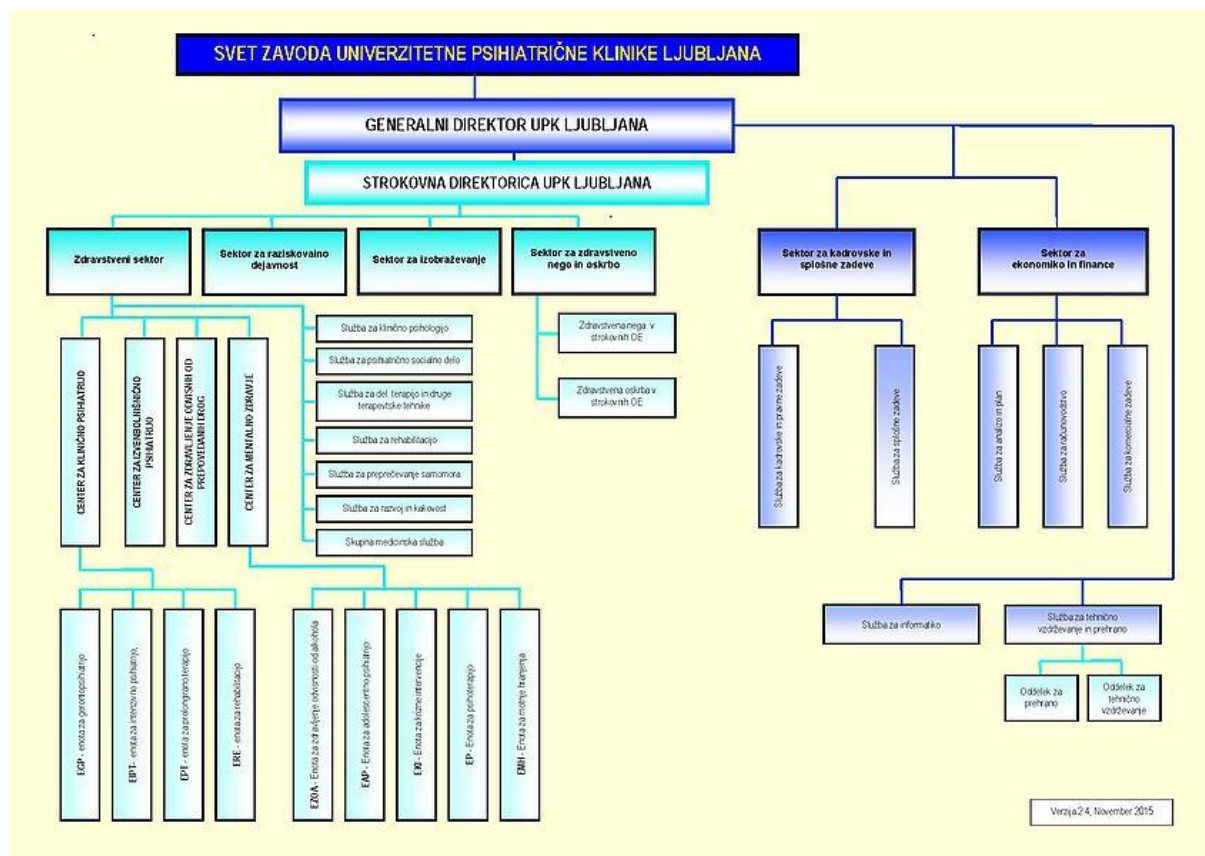 SVET ZAVODA UNIVERZITETNE PSIHIATRIČNE KLINIKE LJUBLJANA
GENERALNI DIREKTOR UPK LJUBLJANA
STROKOVNA DIREKTORICA UPK LJUBLJANA
Zdravstveni sektor
Sektor za raziskovalno
dejavnost
Sektor za izobraževanje
Sektor za zdravstveno
nego in oskrbo
Sektor za kadrovske in
splošne zadeve
Sektor za
ekonomiko in finance
CENTER ZA KLINIČNO PSIHIATRIJO
CENTER ZA IZVENBOLNIŠNIČNO
PSIHIATRIJO
CENTER ZA ZDRAVLJENJE ODVISNIH OD
PREPOVEDANIH DROG
CENTER ZA MENTALNO ZDRAVJE
Služba za klinično psihologijo
Služba za psihiatrično socialno delo
Služba za del. terapijo in druge
terapevtske tehnike
Služba za rehabilitacijo
Služba za preprečevanje samomora
Služba za razvoj in kakovost
Skupna medicinska služba
Zdravstvena nega v
strokovnih OE
Zdravstvena oskrba v
strokovnih OE
Služba za kadrovske in pravne zadeve
Služba za splošne zadeve
Služba za analizo in plan
Služba za računovodstvo
Služba za komercialne zadeve
EGP - enota za gerontopsihiatrijo
EIPT - enota za intenzivno psihiatrijo,
EPT - enota za prolongirano terapijo
ERE - enota za rehabilitacijo
EZOA - Enota za zdravljenje odvisnosti od alkohola
EAP - Enota za adolescentno psihiatrijo
EKI - Enota za krizne intervencije
EP - Enota za psihoterapijo
EMH - Enota za motnje hranjenja
Služba za informatiko
Služba za tehnično
vzdrževanje in prehrano
Oddelek za
prehrano
Oddelek za
tehnično
vzdrževanje
Verzija 2.4, November 2015